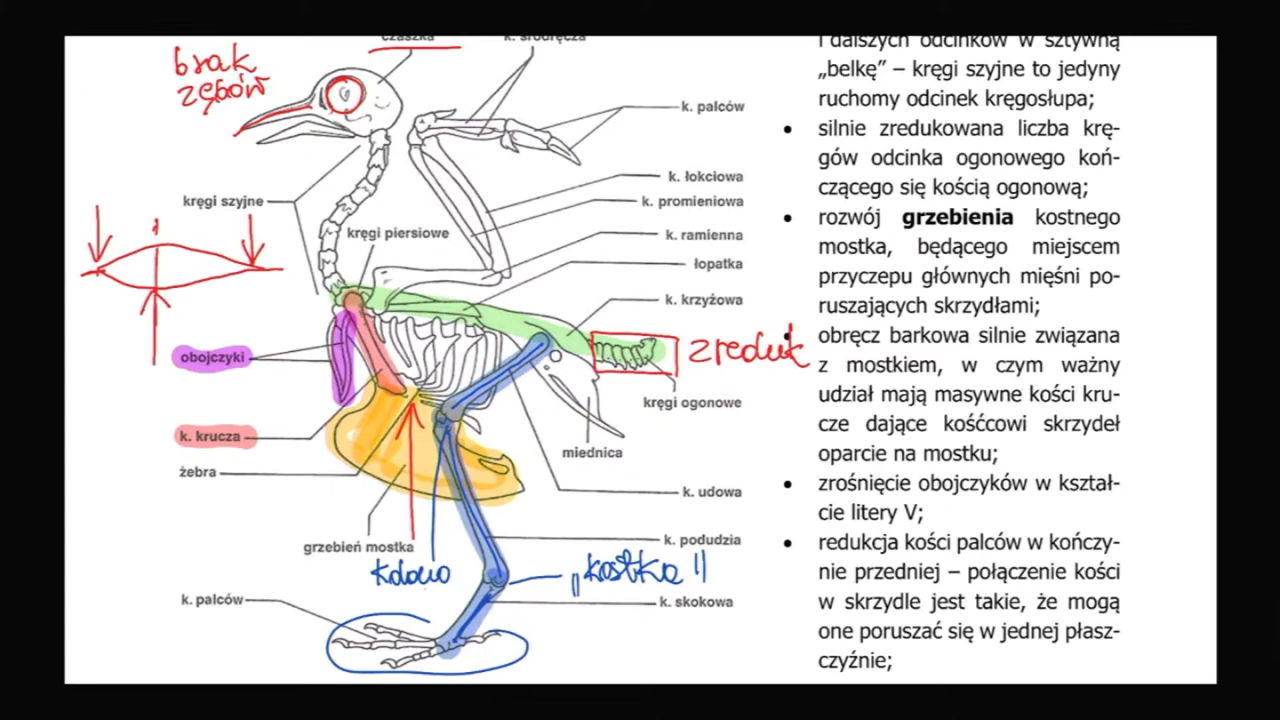 czaszka
k. śródręcza
brak
zębów
k. palców
k. łokciowa
kręgi szyjne
k. promieniowa
kręgi piersiowe
k. ramienna
łopatka
k. krzyżowa
obojczyki
zreduk
kręgi ogonowe
k. krucza
miednica
żebra
k. udowa
grzebień mostka
k. podudzia
kolano
„kostka"
k. palców
k. skokowa
i dalszych odcinków w sztywną
„belkę” – kręgi szyjne to jedyny
ruchomy odcinek kręgosłupa;
• silnie zredukowana liczba krę-
gów odcinka ogonowego koń-
czącego się kością ogonową;
• rozwój grzebienia kostnego
mostka, będącego miejscem
przyczepu głównych mięśni po-
ruszających skrzydłami;
• obręcz barkowa silnie związana
z mostkiem, w czym ważny
udział mają masywne kości kru-
cze dające kośćcowi skrzydeł
oparcie na mostku;
• zrośnięcie obojczyków w kształ-
cie litery V;
• redukcja kości palców w kończy-
nie przedniej – połączenie kości
w skrzydle jest takie, że mogą
one poruszać się w jednej płasz-
czyźnie;